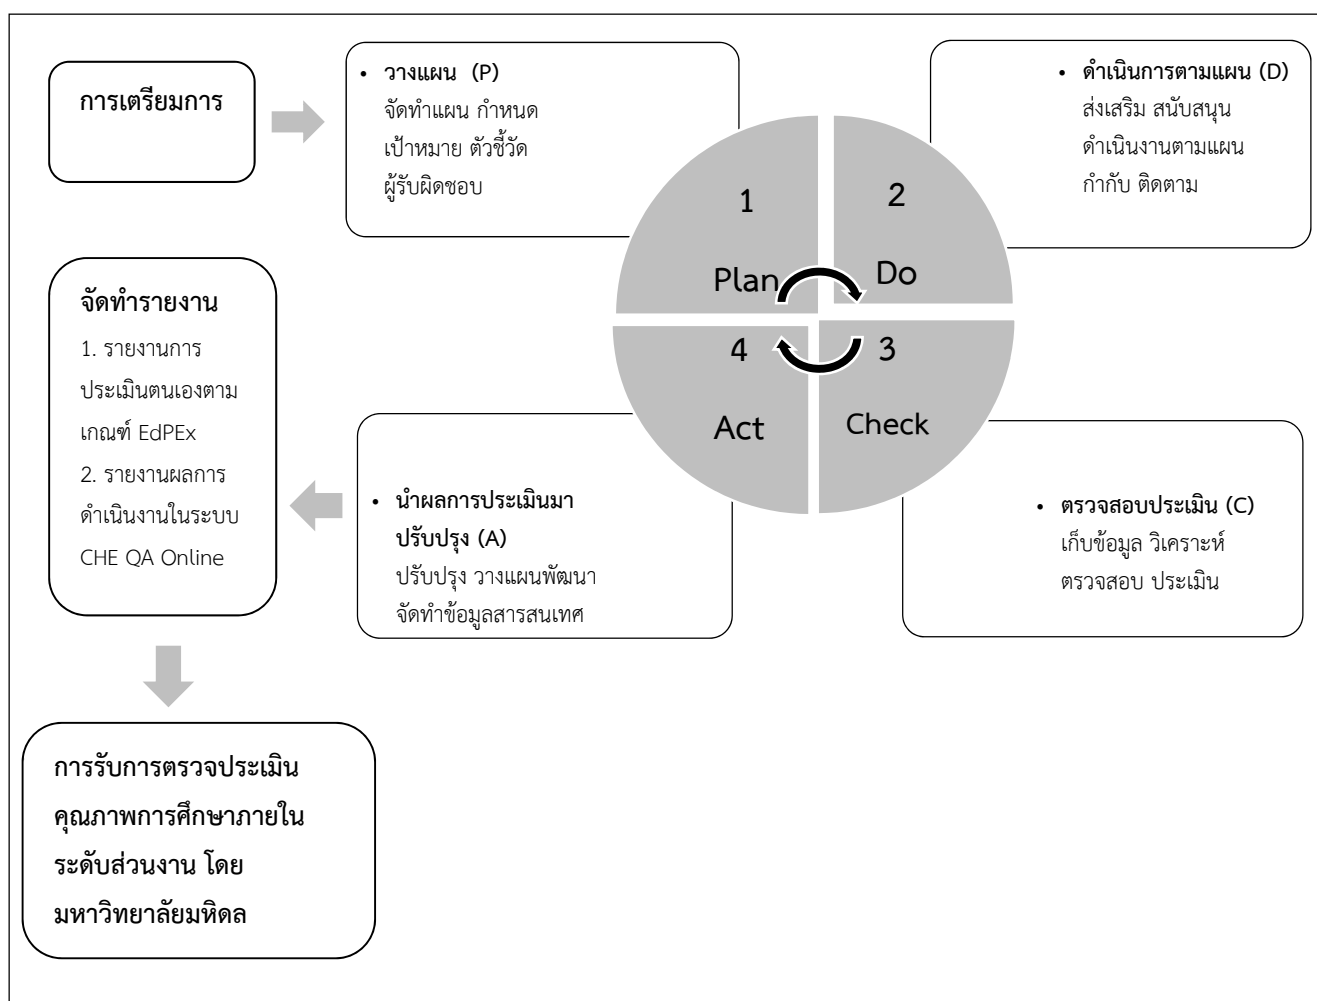 การเตรียมการ
• วางแผน (P)
จัดทำแผน กำหนด
เป้าหมาย ตัวชี้วัด
ผู้รับผิดชอบ
• ดำเนินการตามแผน (D)
ส่งเสริม สนับสนุน
ดำเนินงานตามแผน
กำกับ ติดตาม
1
Plan
2
Do
3
Check
4
Act
• ตรวจสอบประเมิน (C)
เก็บข้อมูล วิเคราะห์
ตรวจสอบ ประเมิน
• นำผลการประเมินมา
ปรับปรุง (A)
ปรับปรุง วางแผนพัฒนา
จัดทำข้อมูลสารสนเทศ
จัดทำรายงาน
1. รายงานการ
ประเมินตนเองตาม
เกณฑ์ EdPEx
2. รายงานผลการ
ดำเนินงานในระบบ
CHE QA Online
การรับการตรวจประเมิน
คุณภาพการศึกษาภายใน
ระดับส่วนงาน โดย
มหาวิทยาลัยมหิดล